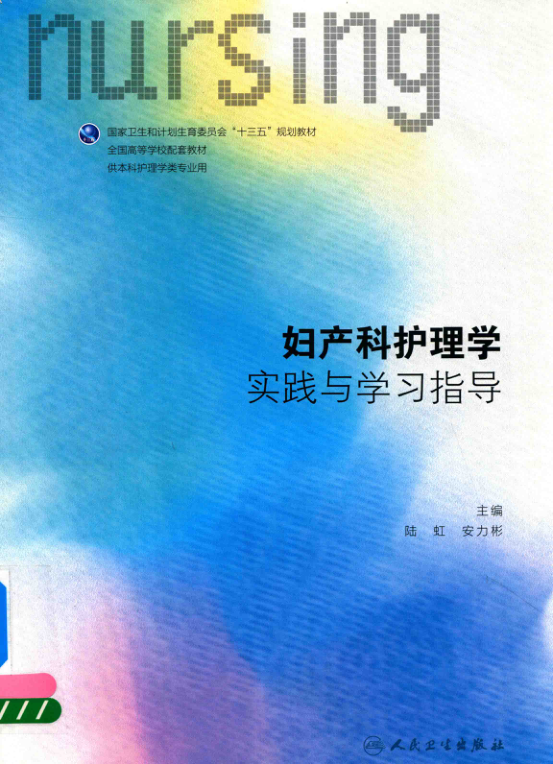 nursing
国家卫生和计划生育委员会“十三五”规划教材
全国高等学校配套教材
供本科护理学类专业用
妇产科护理学
实践与学习指导
主编
陆 虹 安力彬
人民卫生出版社